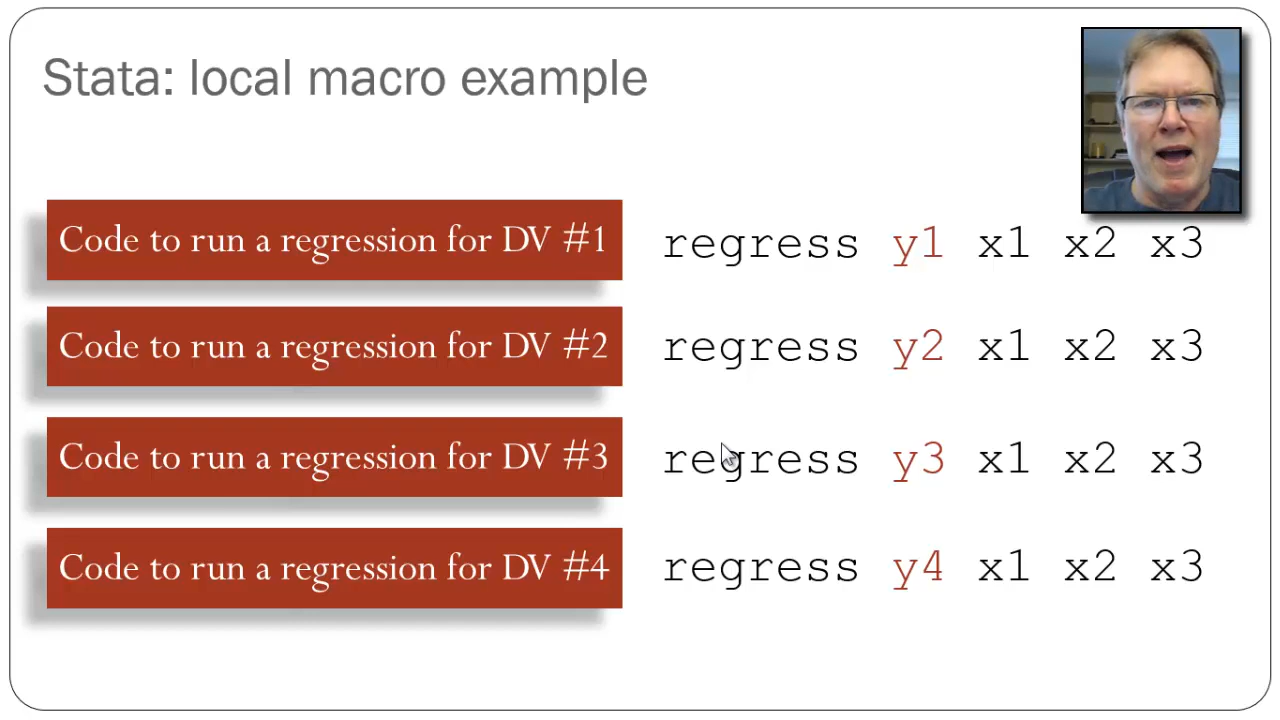 Stata: local macro example
Code to run a regression for DV #1
regress y1 x1 x2 x3
Code to run a regression for DV #2
regress y2 x1 x2 x3
Code to run a regression for DV #3
regress y3 x1 x2 x3
Code to run a regression for DV #4
regress y4 x1 x2 x3